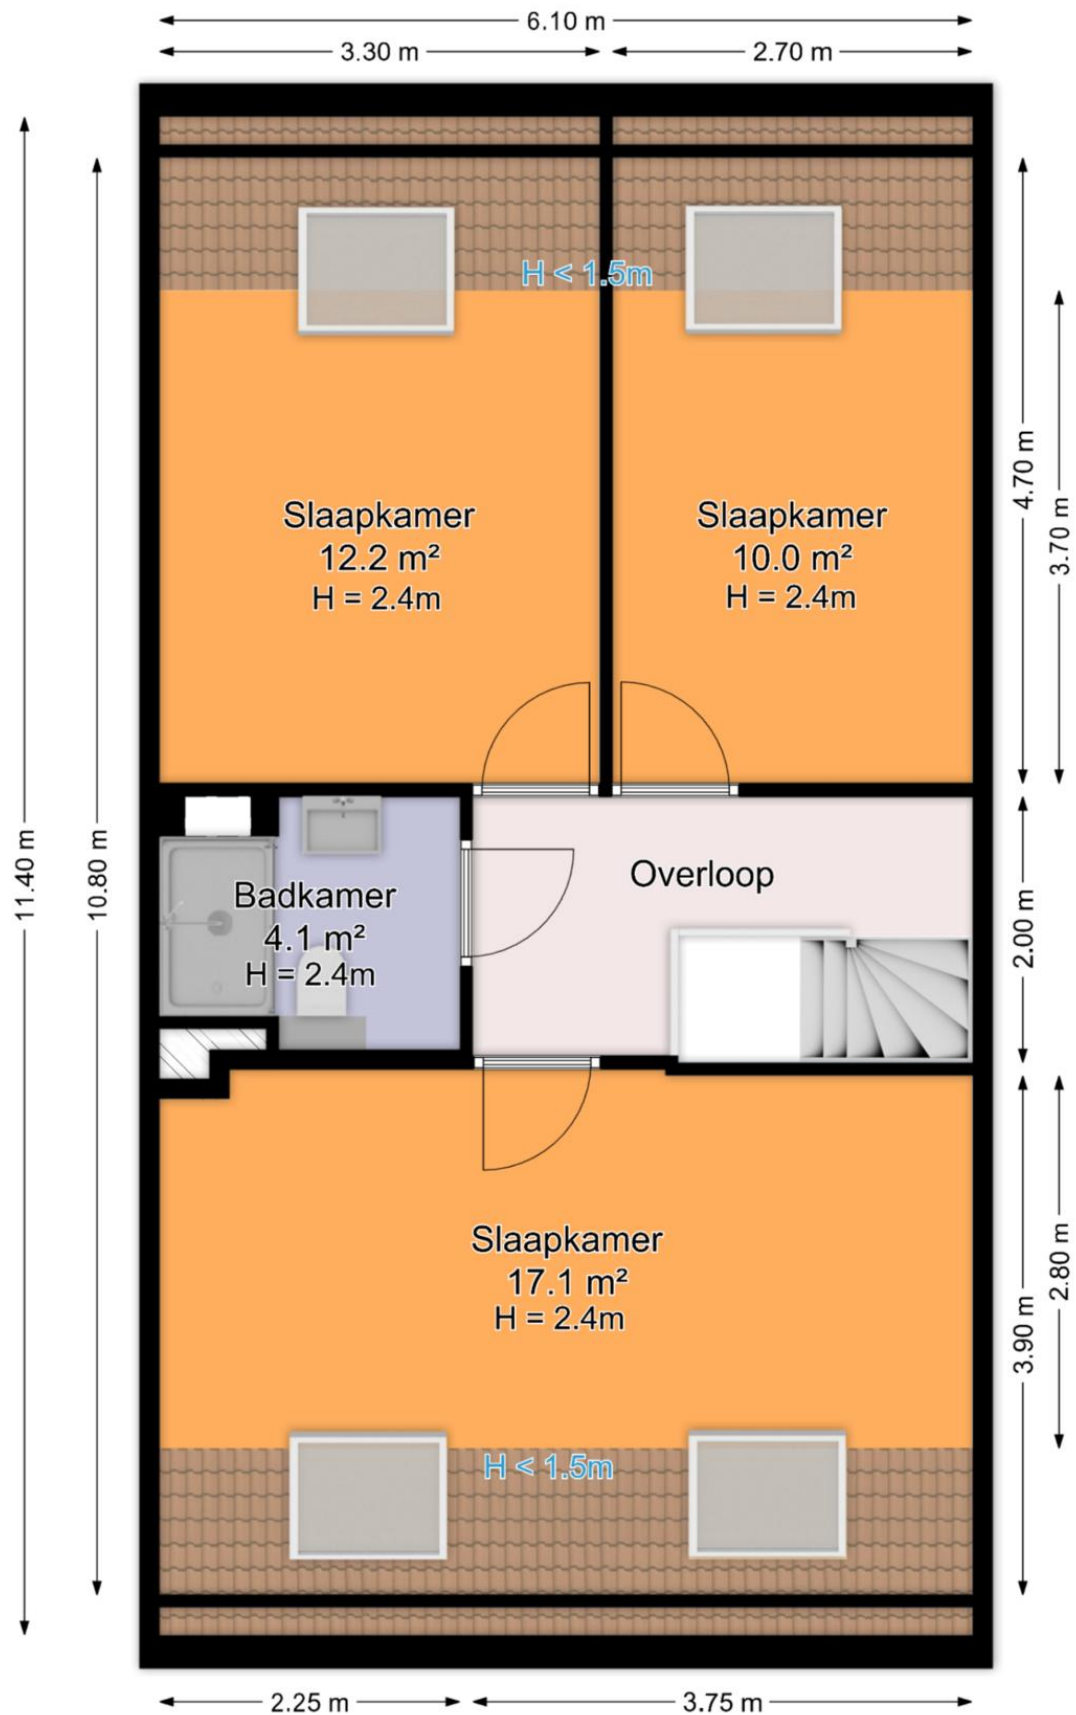 6.10 m
3.30 m
2.70 m
H < 1.5m
4.70 m
3.70 m
Slaapkamer
12.2 m²
H = 2.4m
Slaapkamer
10.0 m²
H = 2.4m
11.40 m
10.80 m
Badkamer
4.1 m²
H = 2.4m
Overloop
2.00 m
Slaapkamer
17.1 m²
H = 2.4m
2.80 m
3.90 m
H < 1.5m
2.25 m
3.75 m